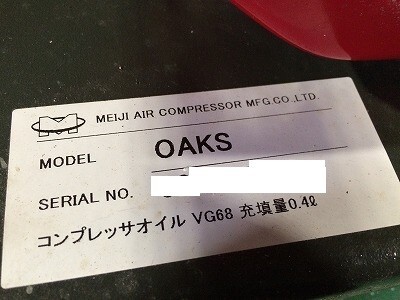 MEIJI AIR COMPRESSOR MFG.CO.,LTD.
MODEL OAKS
SERIAL NO.
コンプレッサオイル VG68 充填量0.4ℓ